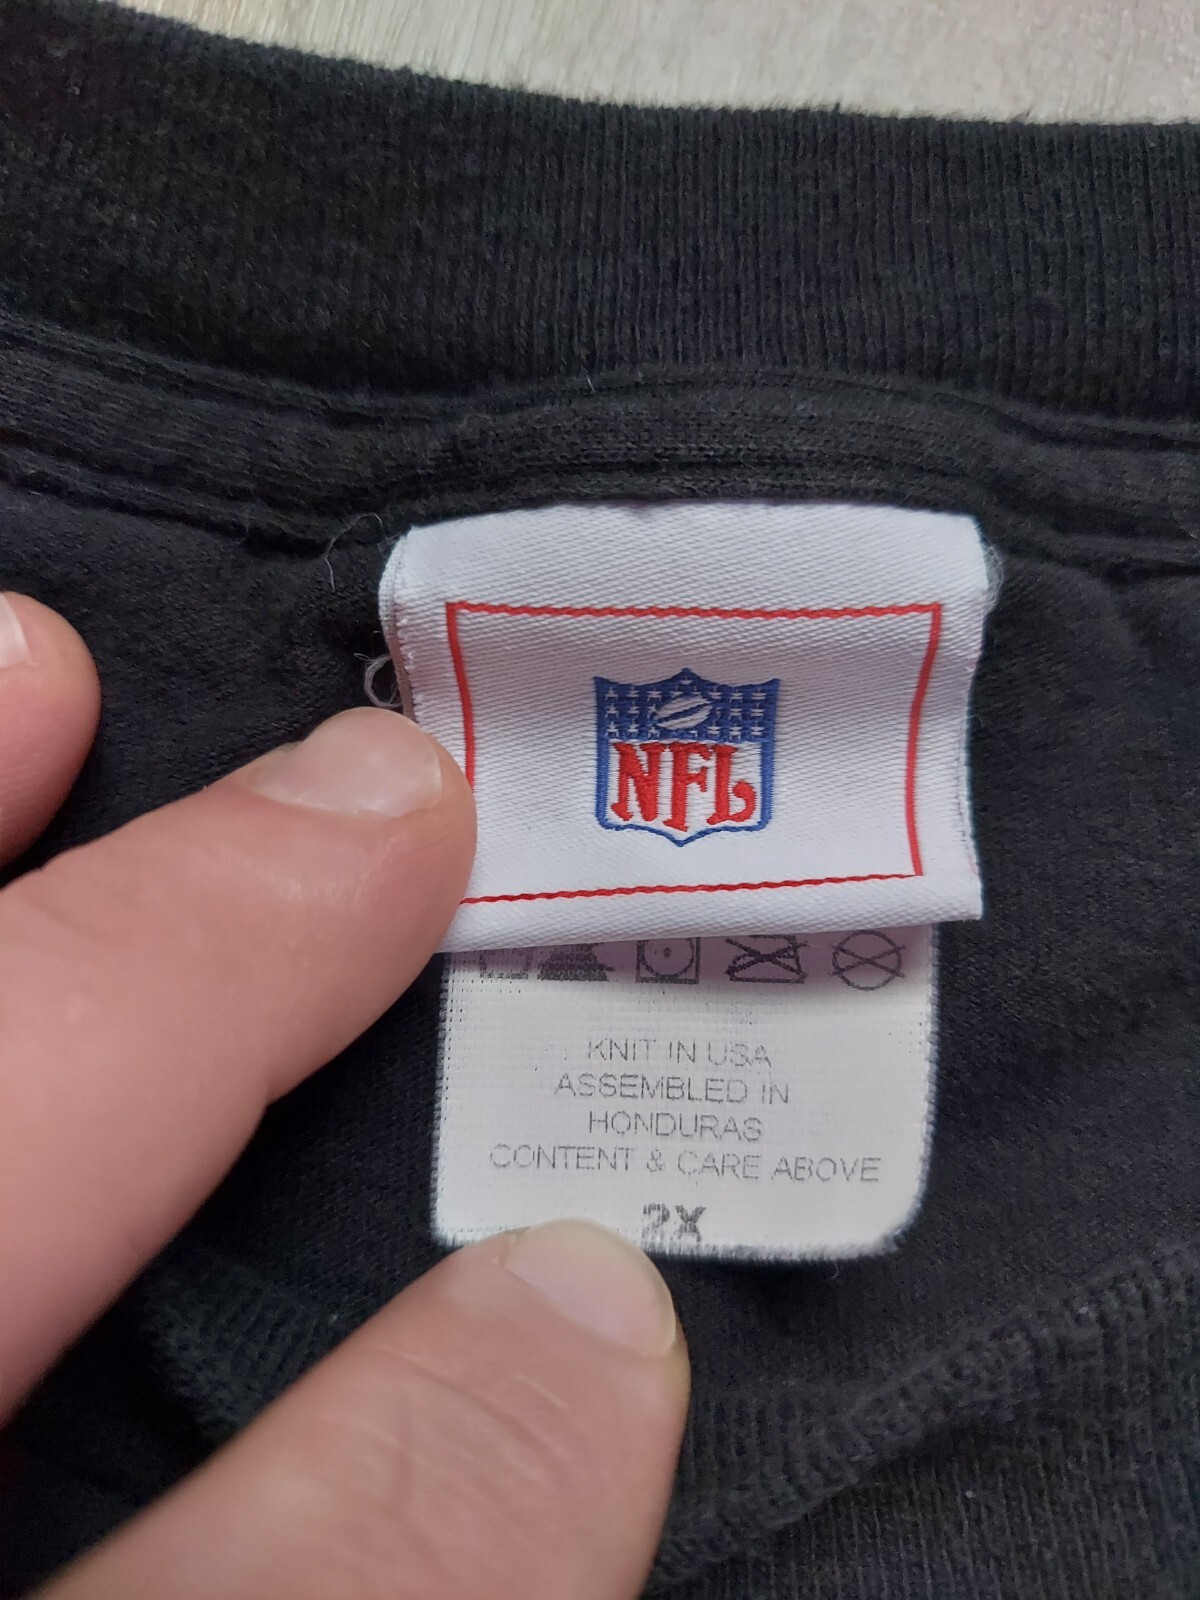 NFL
KNIT IN USA
ASSEMBLED IN
HONDURAS
CONTENT & CARE ABOVE
2X